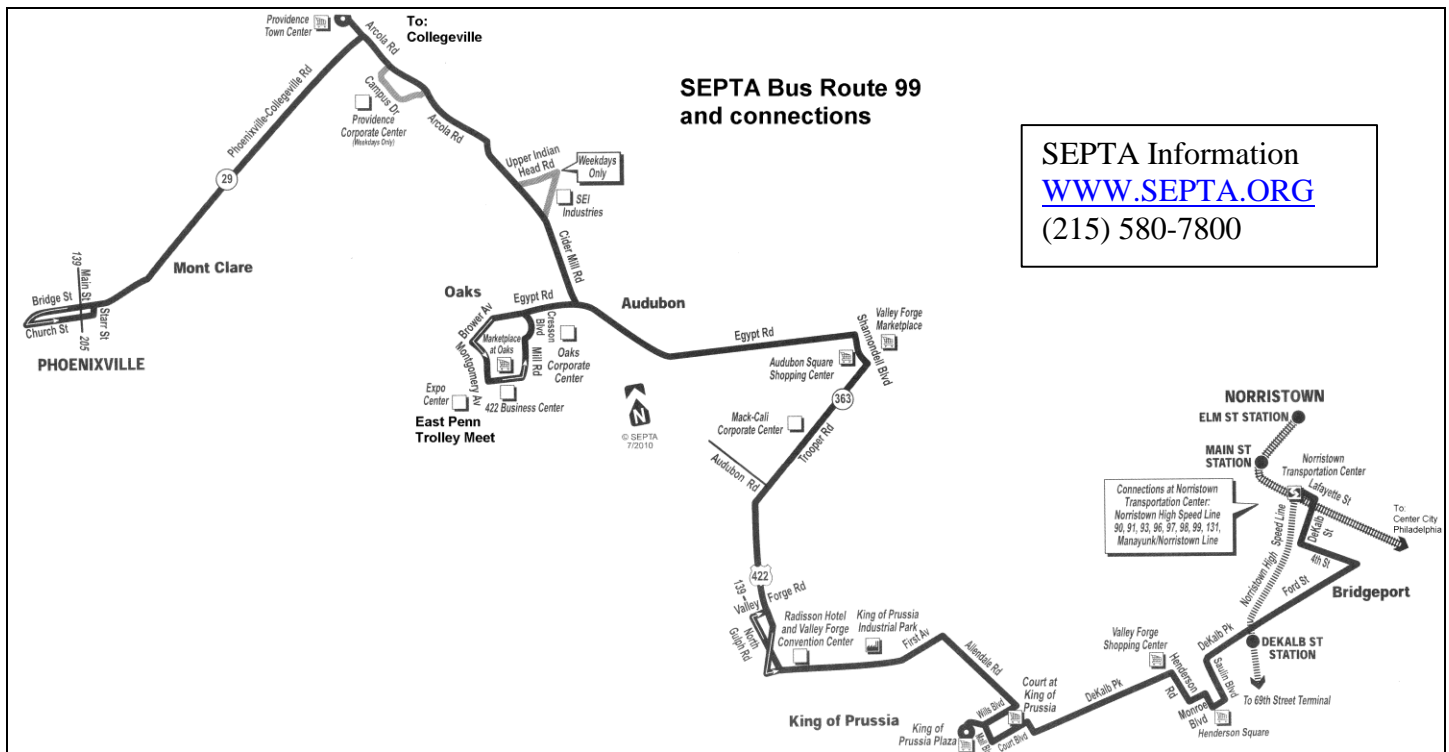 Providence
Town Center
To:
Collegeville
Arcola Rd
Phoenixville-Collegeville Rd
Campus Dr
Providence
Corporate Center
(Weekdays Only)
Arcola Rd
SEPTA Bus Route 99
and connections
SEPTA Information
WWW.SEPTA.ORG
(215) 580-7800
Upper Indian
Head Rd
Weekdays
Only
SEI
Industries
29
Cider Mill Rd
Mont Clare
139
Main St
205
Bridge St
Church St
Starr St
PHOENIXVILLE
Oaks
Egypt Rd
Audubon
Brower Av
Marketplace
at Oaks
Montgomery Av
Mill Rd
Cresson
Blvd
Oaks
Corporate
Center
Expo
Center
422 Business Center
East Penn
Trolley Meet
N
© SEPTA
7/2010
Egypt Rd
Shannondell Blvd
Valley Forge
Marketplace
Audubon Square
Shopping Center
363
Mack-Cali
Corporate Center
Trooper Rd
Audubon Rd
422
139
Valley Forge Rd
North
Gulph Rd
Radisson Hotel
and Valley Forge
Convention Center
King of Prussia
Industrial Park
First Av
Allendale Rd
King of Prussia
Wills Blvd
Court at
King of
Prussia
King of
Prussia Plaza
Court Blvd
DeKalb Pk
Valley Forge
Shopping Center
Henderson
Rd
Monroe
Blvd
Henderson Square
Saulin Blvd
DeKalb Pk
NORRISTOWN
ELM ST STATION
MAIN ST
STATION
Norristown
Transportation Center
Lafayette St
Connections at Norristown
Transportation Center:
Norristown High Speed Line
90, 91, 93, 96, 97, 98, 99, 131,
Manayunk/Norristown Line
Norristown High Speed Line
DeKalb
St
To:
Center City
Philadelphia
4th St
Ford St
Bridgeport
DEKALB ST
STATION
To 69th Street Terminal